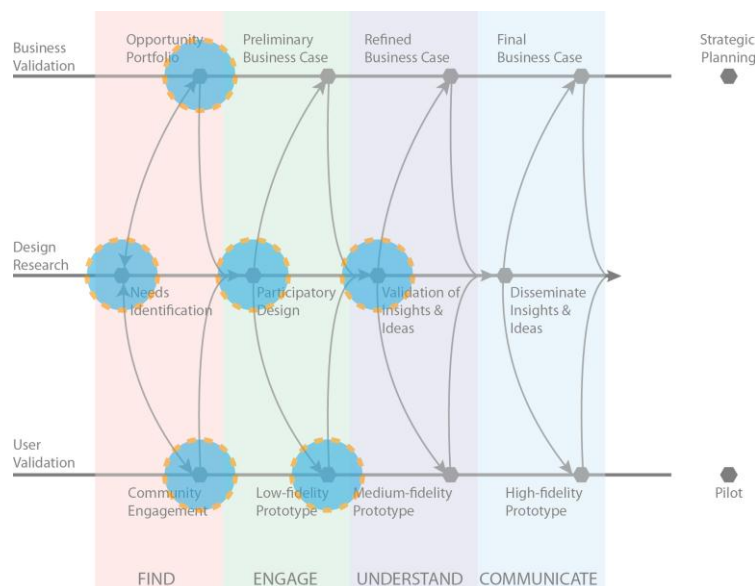 Business
Validation
Opportunity
Portfolio
Preliminary
Business Case
Refined
Business Case
Final
Business Case
Strategic
Planning
Design
Research
Needs
Identification
Participatory
Design
Validation of
Insights &
Ideas
Disseminate
Insights &
Ideas
User
Validation
Community
Engagement
Low-fidelity
Prototype
Medium-fidelity
Prototype
High-fidelity
Prototype
Pilot
FIND
ENGAGE
UNDERSTAND
COMMUNICATE